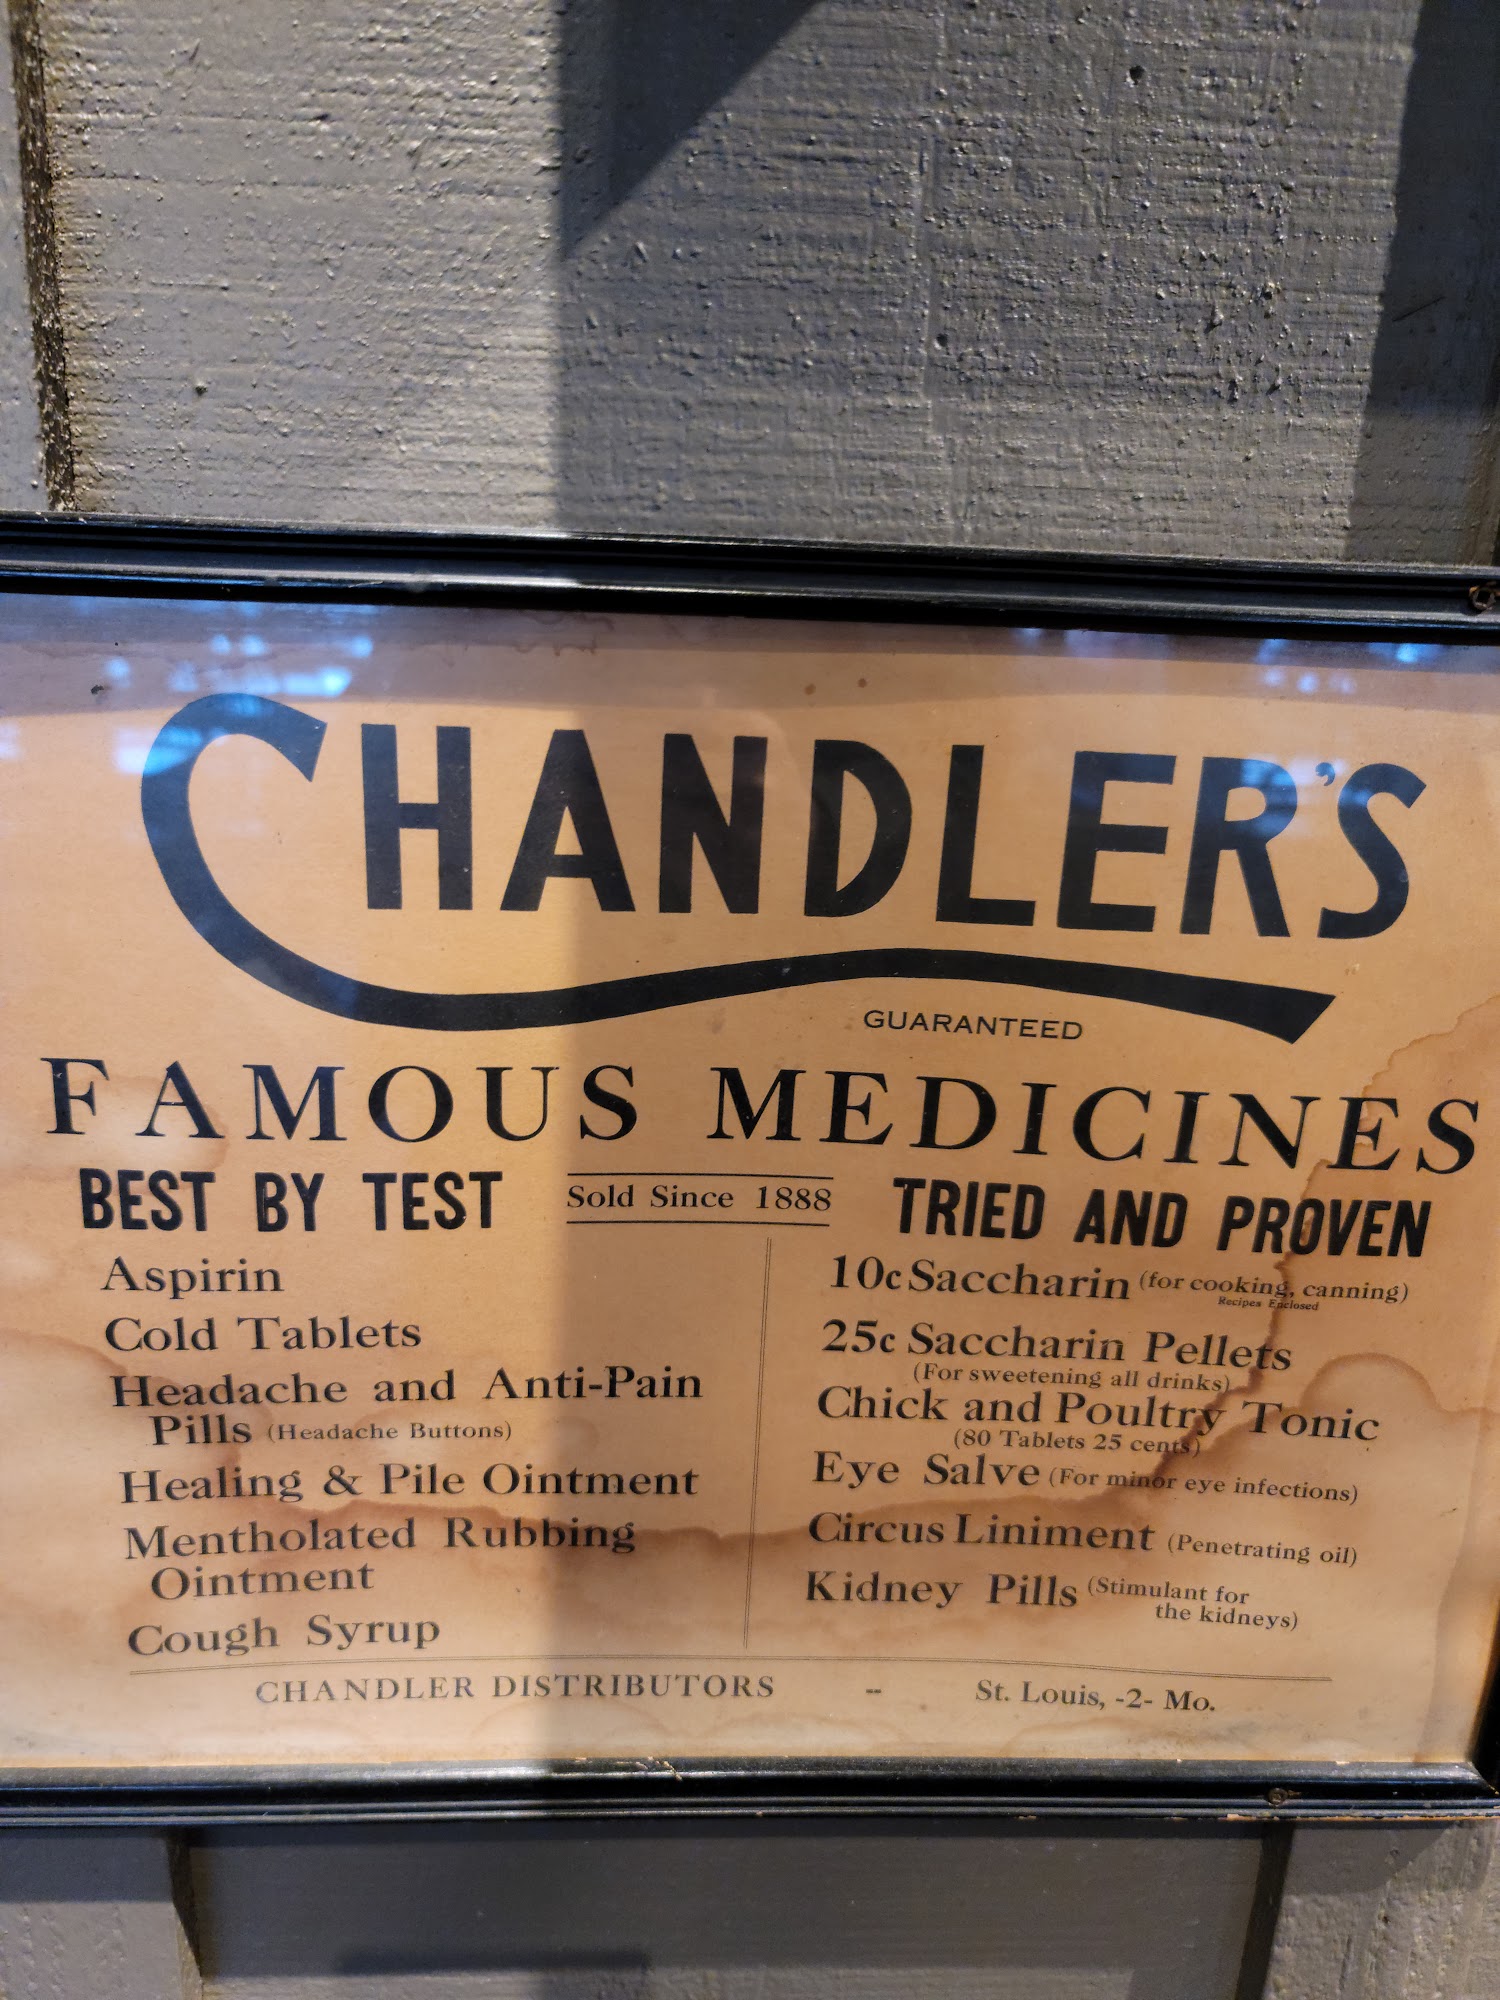 CHANDLER'S
GUARANTEED
FAMOUS MEDICINES
BEST BY TEST
Sold Since 1888
TRIED AND PROVEN
Aspirin
Cold Tablets
Headache and Anti-Pain
Pills (Headache Buttons)
Healing & Pile Ointment
Mentholated Rubbing
Ointment
Cough Syrup
10c Saccharin (for cooking, canning)
Recipes Enclosed
25c Saccharin Pellets
(For sweetening all drinks)
Chick and Poultry Tonic
(80 Tablets 25 cents)
Eye Salve (For minor eye infections)
Circus Liniment (Penetrating oil)
Kidney Pills (Stimulant for
the kidneys)
CHANDLER DISTRIBUTORS -- St. Louis, -2- Mo.